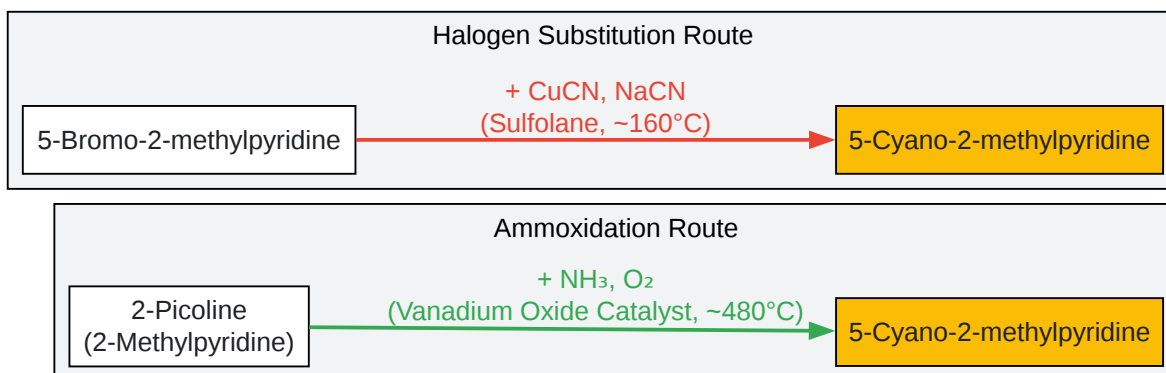 Halogen Substitution Route
+ CuCN, NaCN
(Sulfolane, ~160°C)
5-Bromo-2-methylpyridine
5-Cyano-2-methylpyridine
Ammoxidation Route
+ NH₃, O₂
(Vanadium Oxide Catalyst, ~480°C)
2-Picoline
(2-Methylpyridine)
5-Cyano-2-methylpyridine